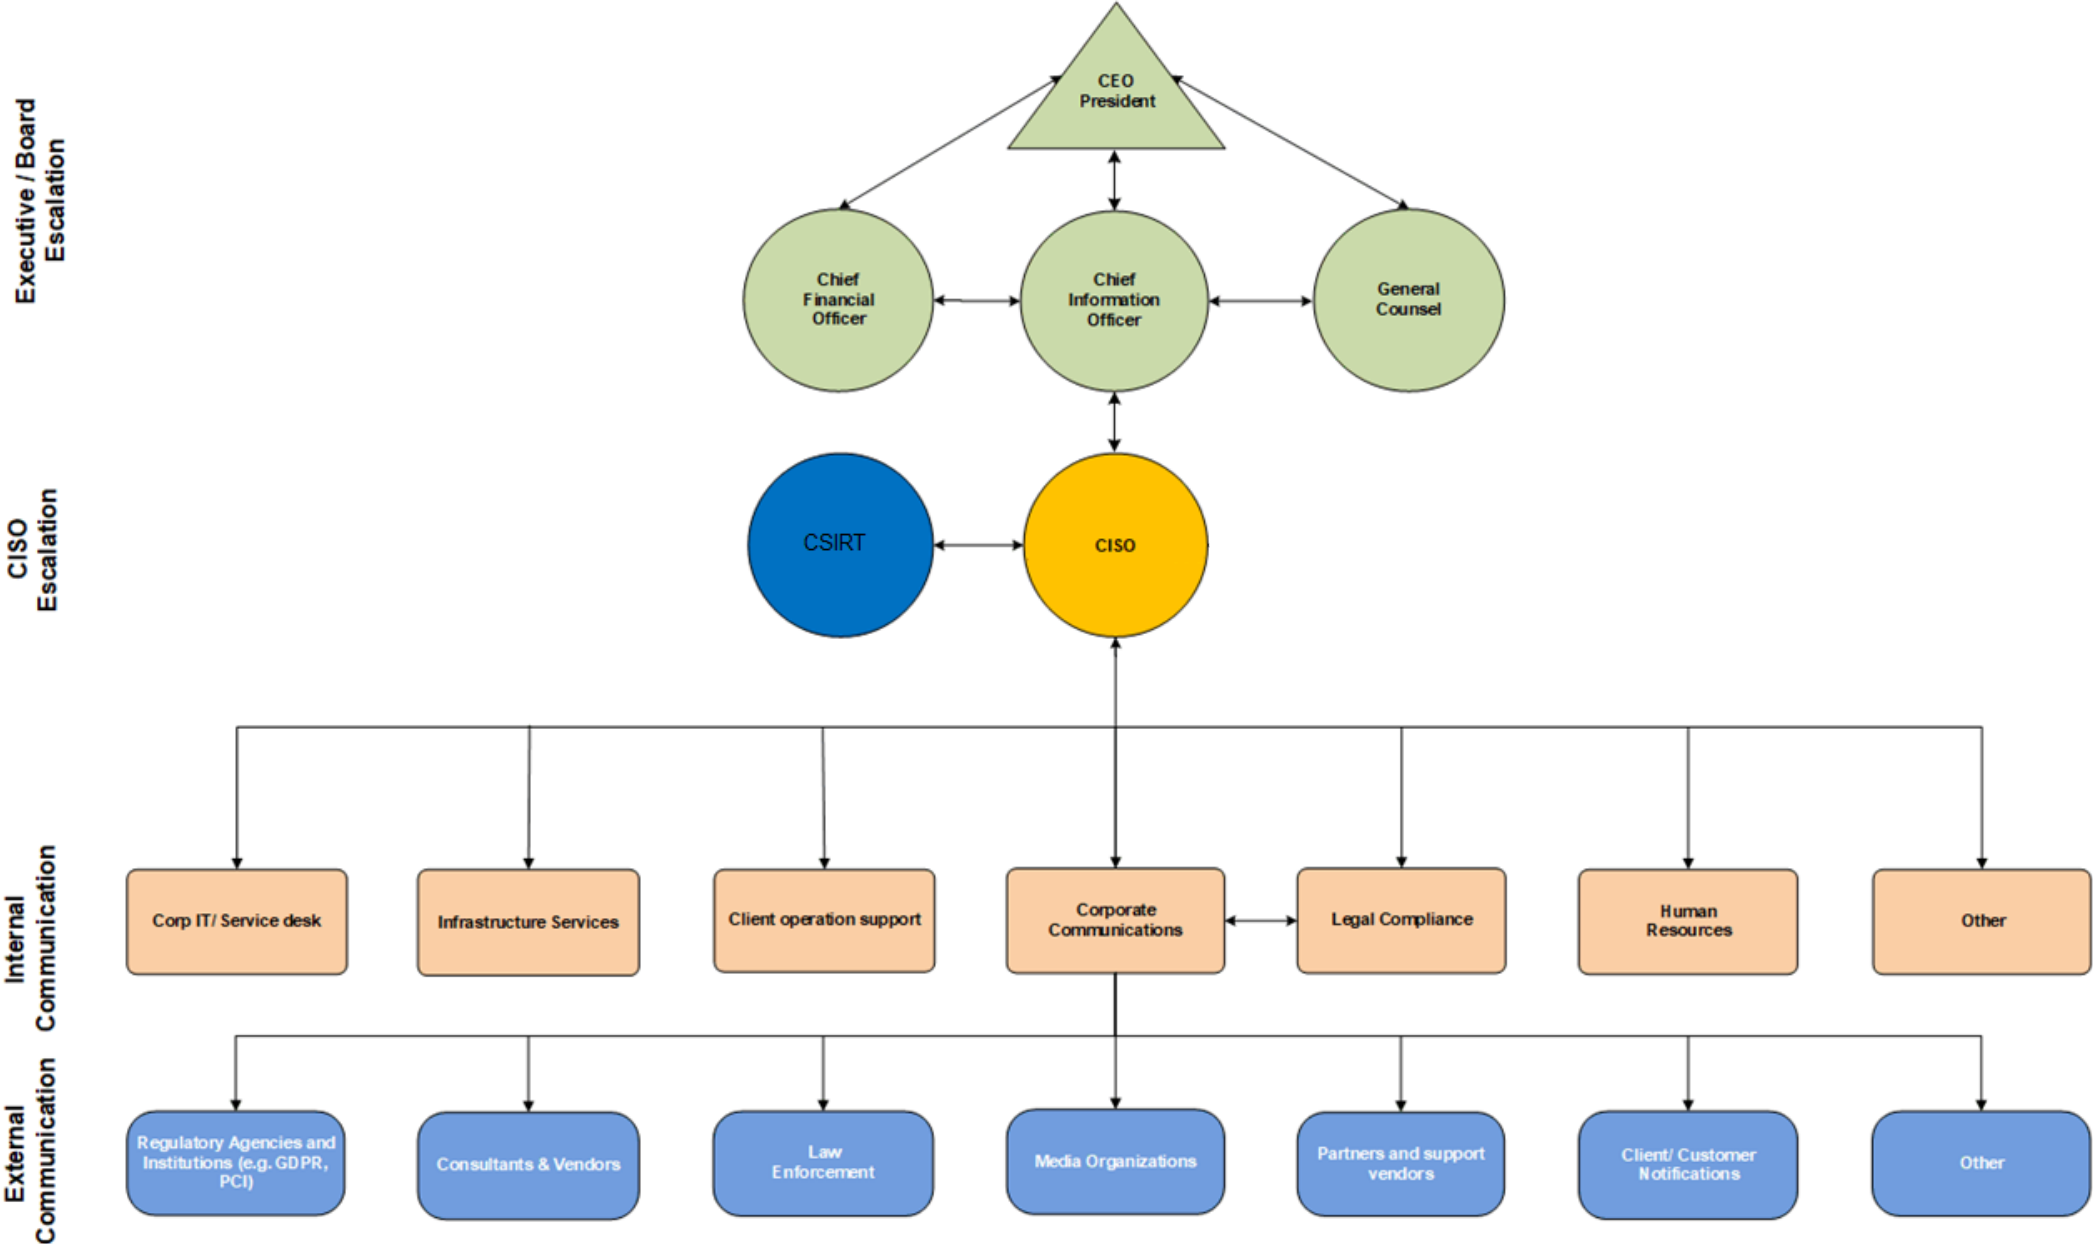 CEO
President
Executive / Board
Escalation
Chief
Financial
Officer
Chief
Information
Officer
General
Counsel
CISO
Escalation
CSIRT
CISO
Internal
Communication
Corp IT/ Service desk
Infrastructure Services
Client operation support
Corporate
Communications
Legal Compliance
Human
Resources
Other
External
Communication
Regulatory Agencies and
Institutions (e.g. GDPR,
PCI)
Consultants & Vendors
Law
Enforcement
Media Organizations
Partners and support
vendors
Client/ Customer
Notifications
Other